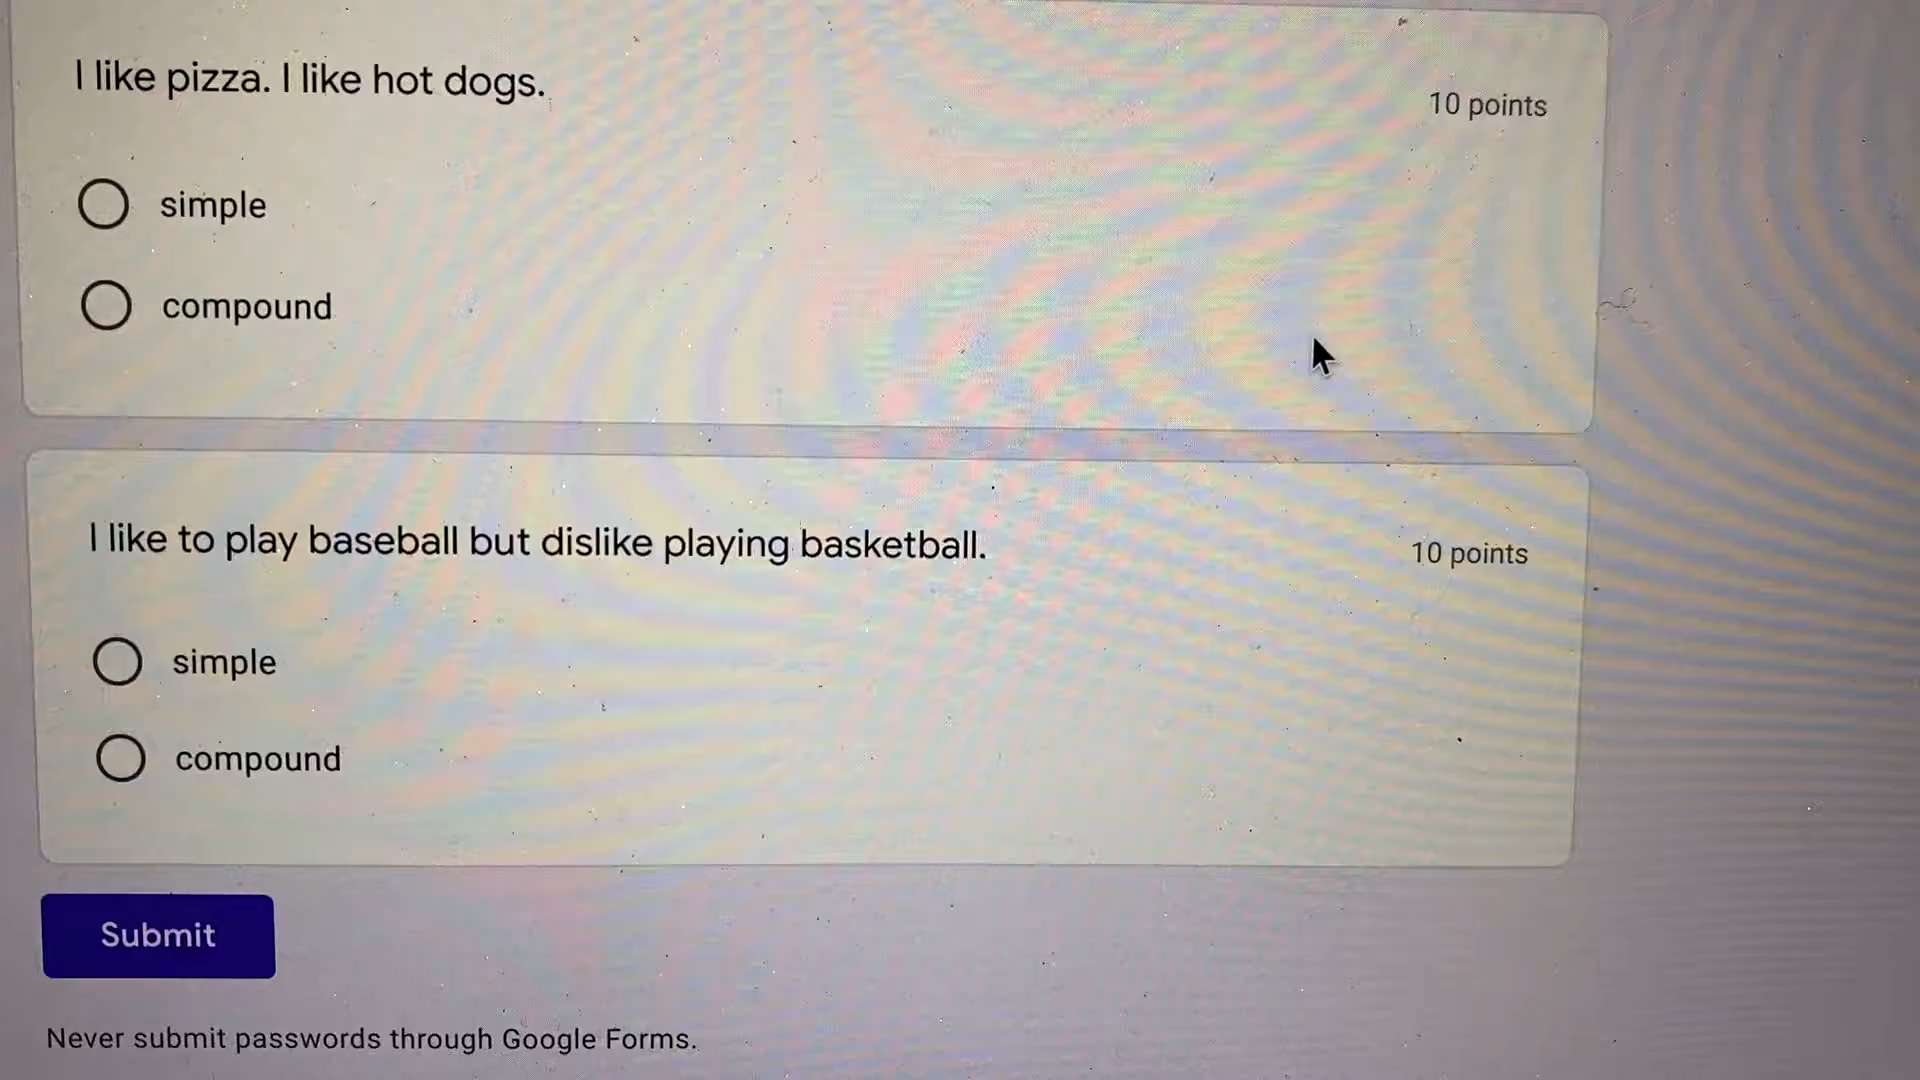 I like pizza. I like hot dogs.
10 points
simple
compound
I like to play baseball but dislike playing basketball.
10 points
simple
compound
Submit
Never submit passwords through Google Forms.